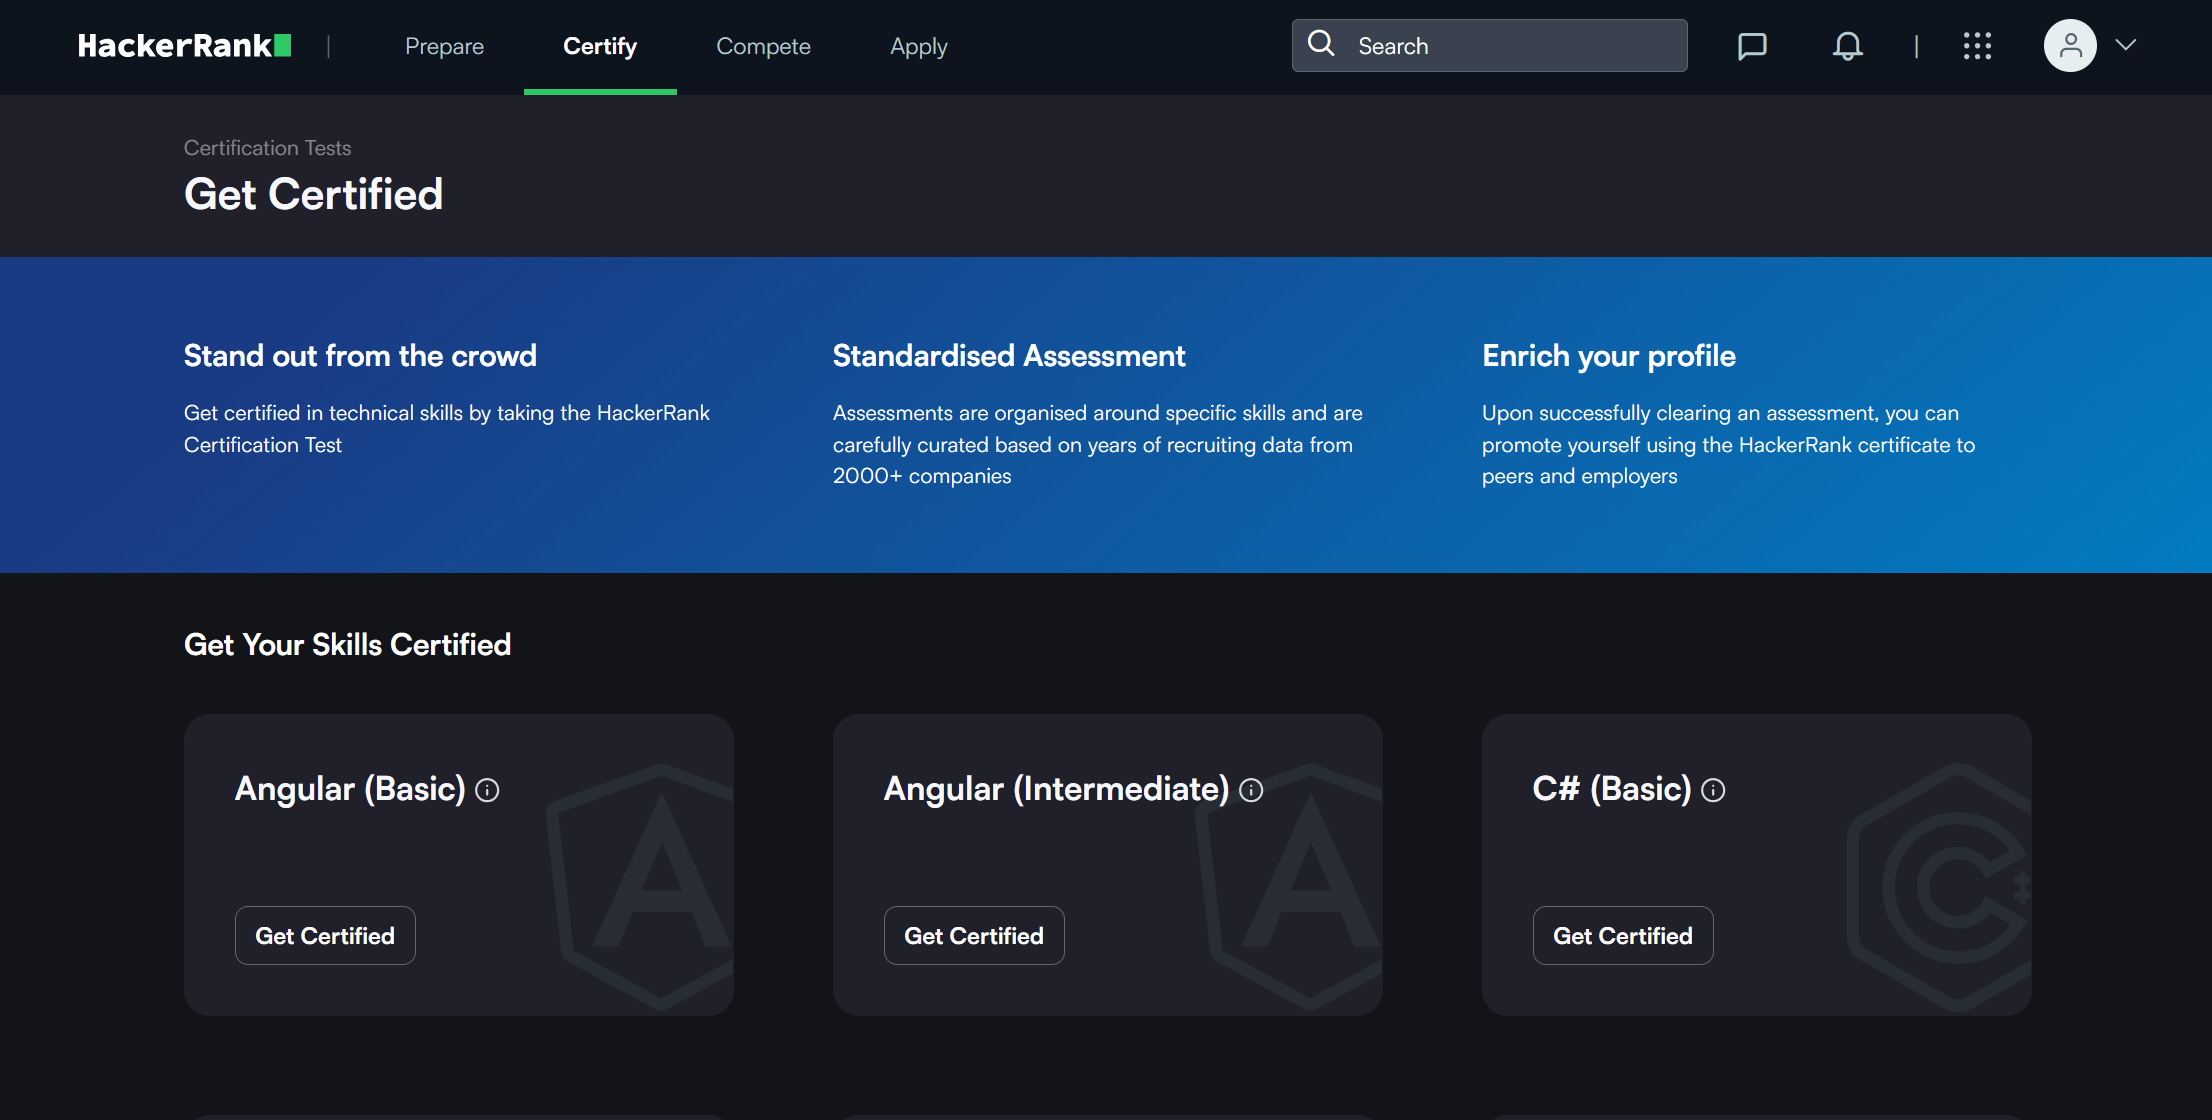 HackerRank
Prepare
Certify
Compete
Apply
Search
Certification Tests
Get Certified
Stand out from the crowd
Get certified in technical skills by taking the HackerRank
Certification Test
Standardised Assessment
Assessments are organised around specific skills and are
carefully curated based on years of recruiting data from
2000+ companies
Enrich your profile
Upon successfully clearing an assessment, you can
promote yourself using the HackerRank certificate to
peers and employers
Get Your Skills Certified
Angular (Basic)
Get Certified
Angular (Intermediate)
Get Certified
C# (Basic)
Get Certified